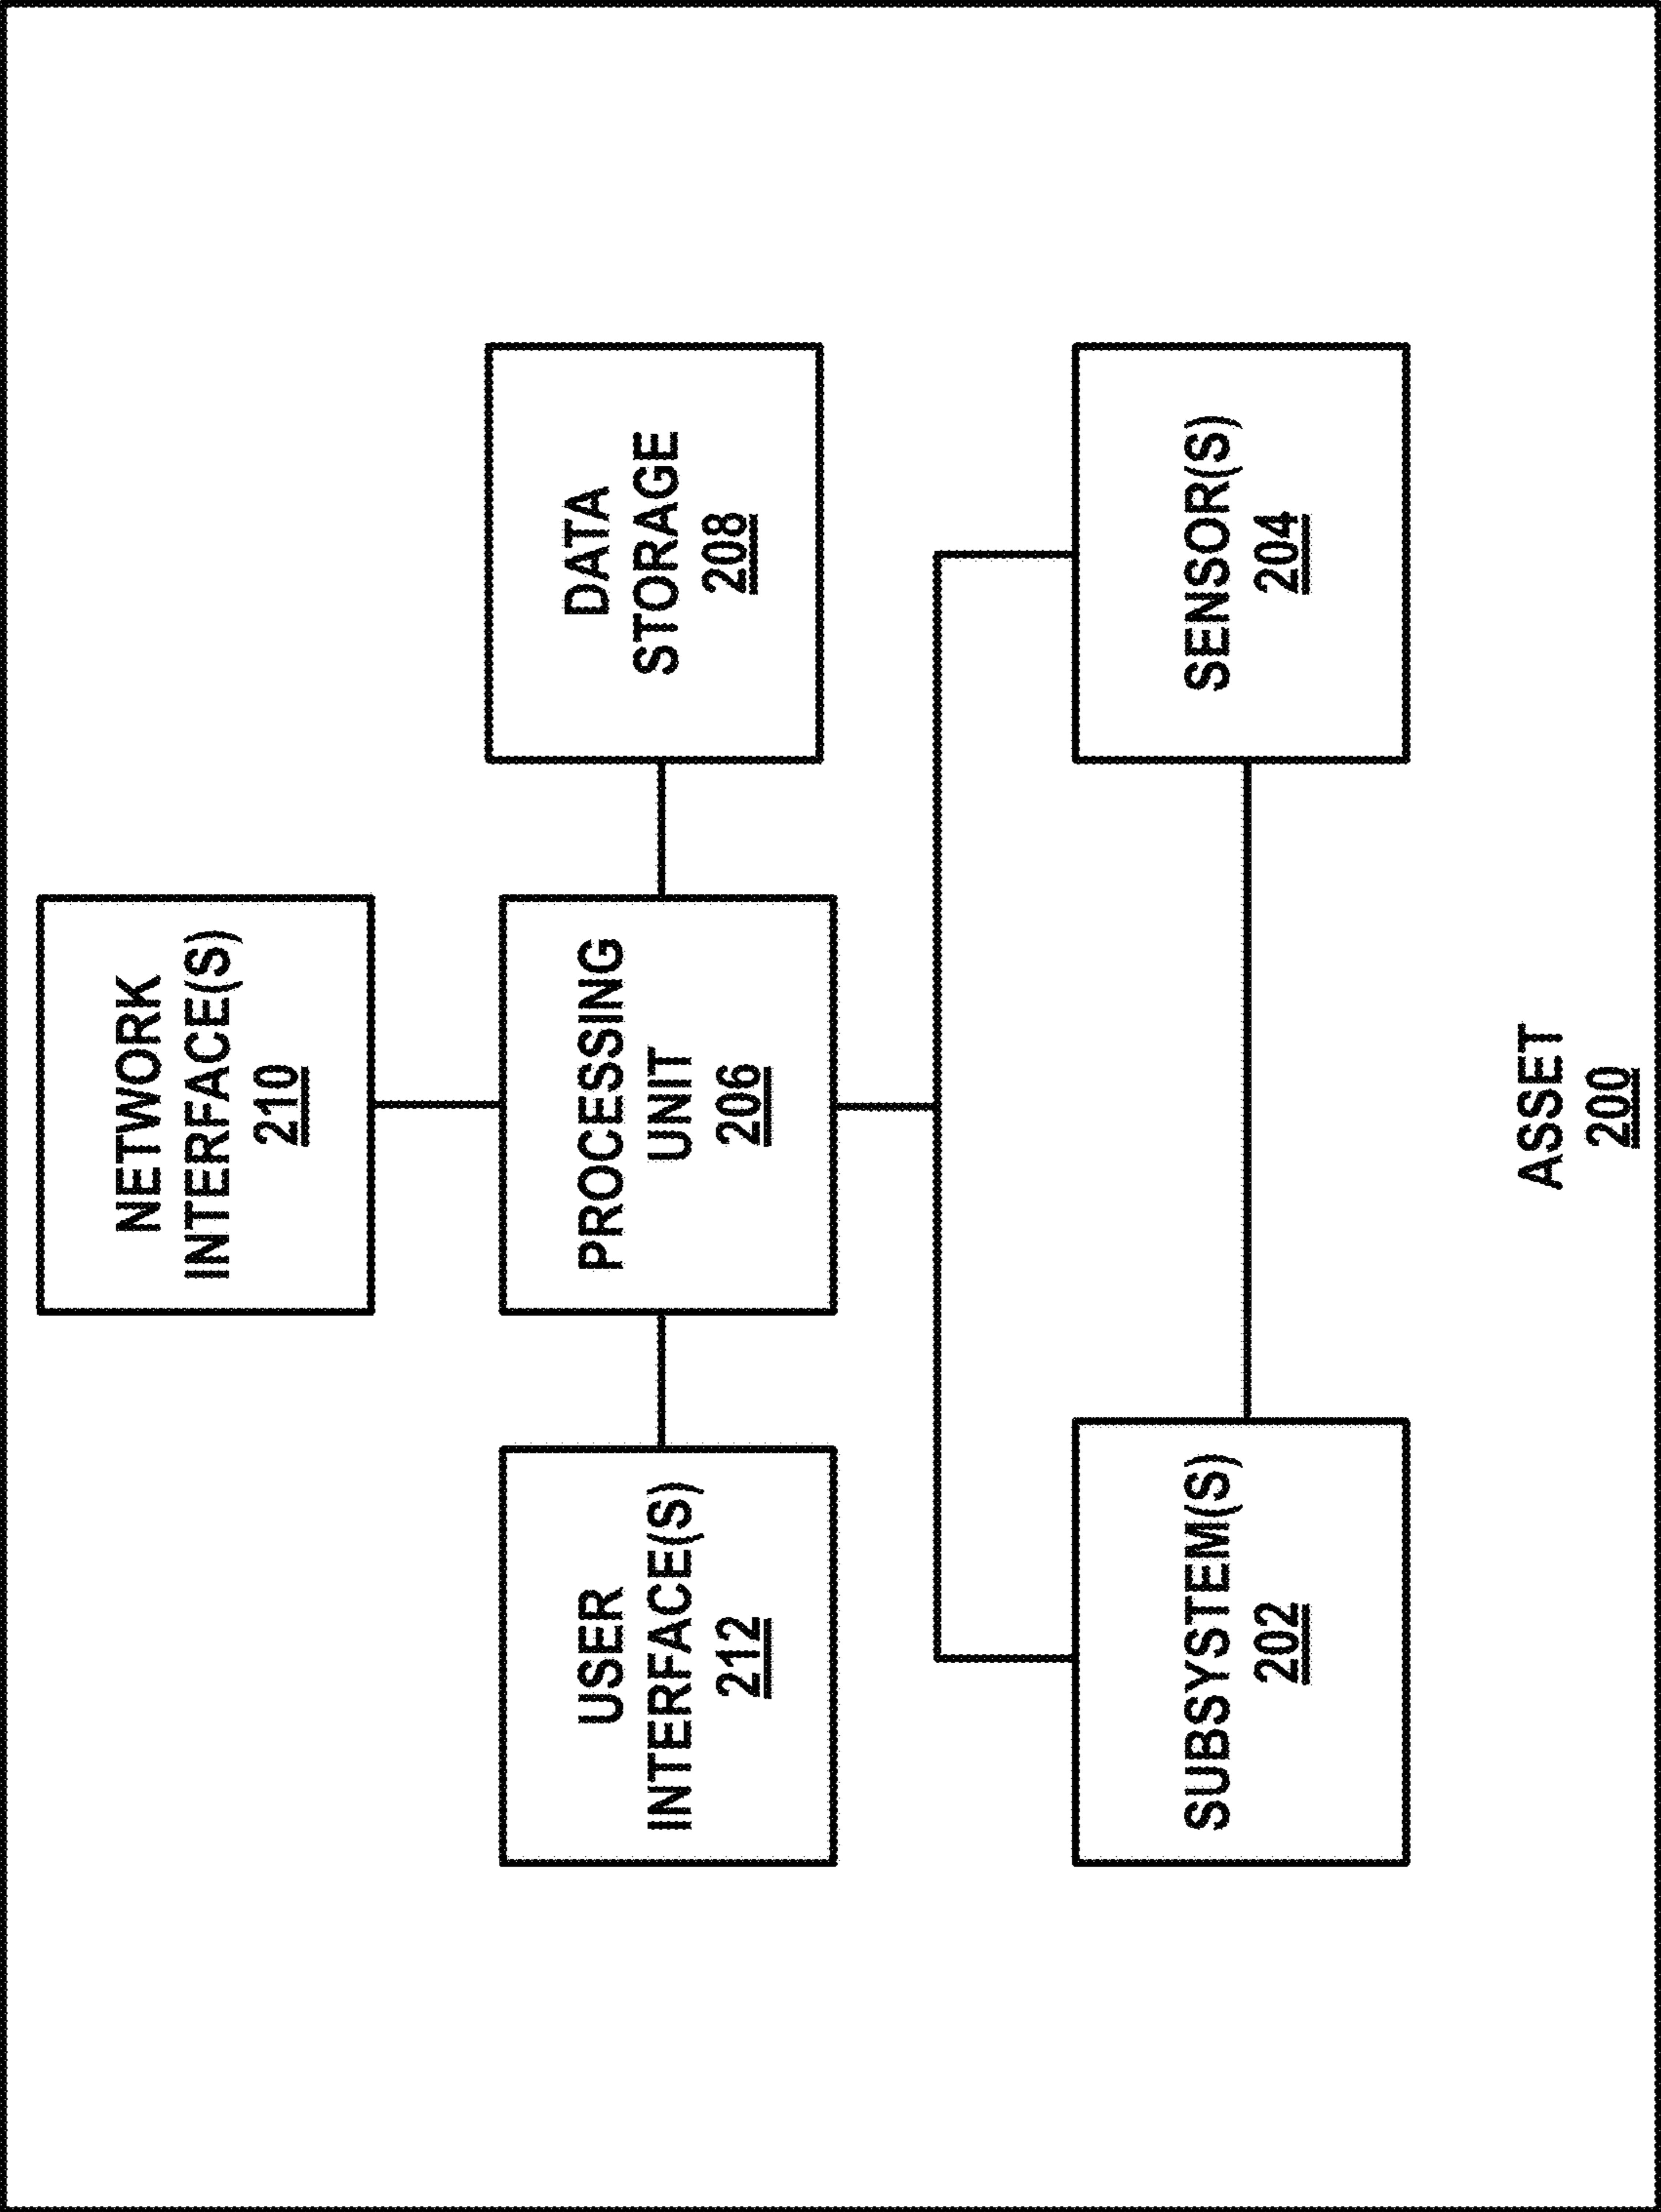 NETWORK
INTERFACE(S)
210
USER
INTERFACE(S)
212
PROCESSING
UNIT
206
DATA
STORAGE
208
SUBSYSTEM(S)
202
SENSOR(S)
204
ASSET
200